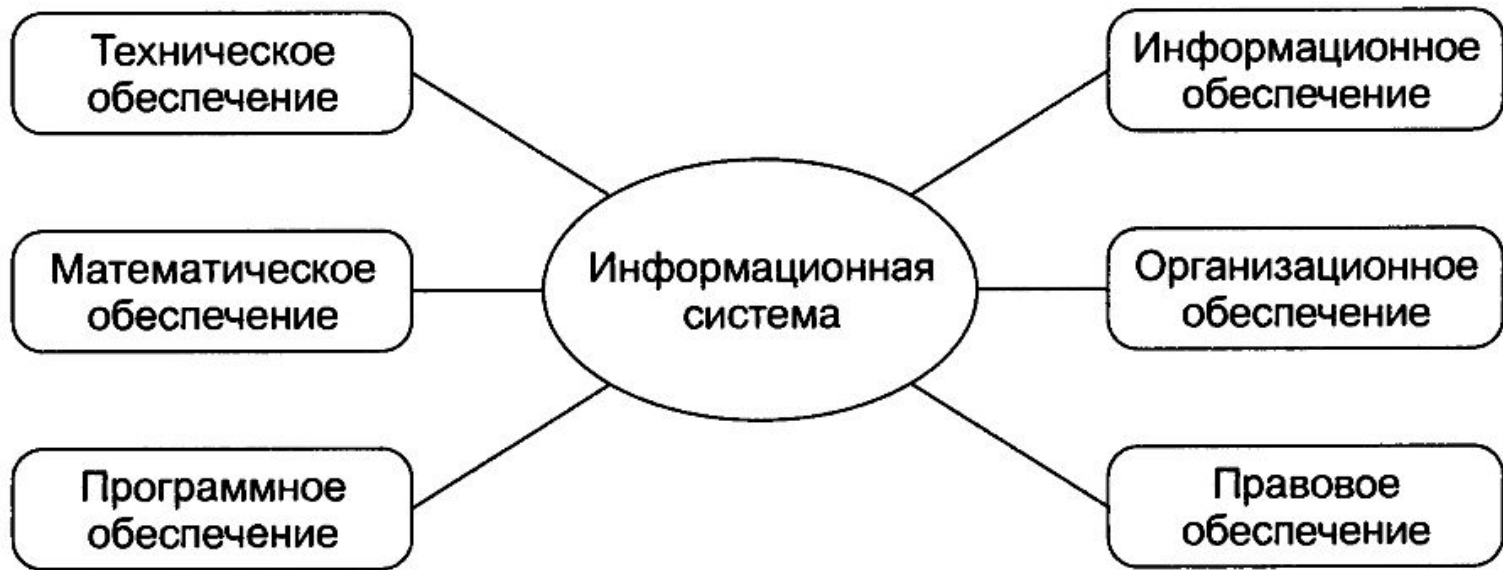 Техническое
обеспечение
Математическое
обеспечение
Программное
обеспечение
Информационная
система
Информационное
обеспечение
Организационное
обеспечение
Правовое
обеспечение